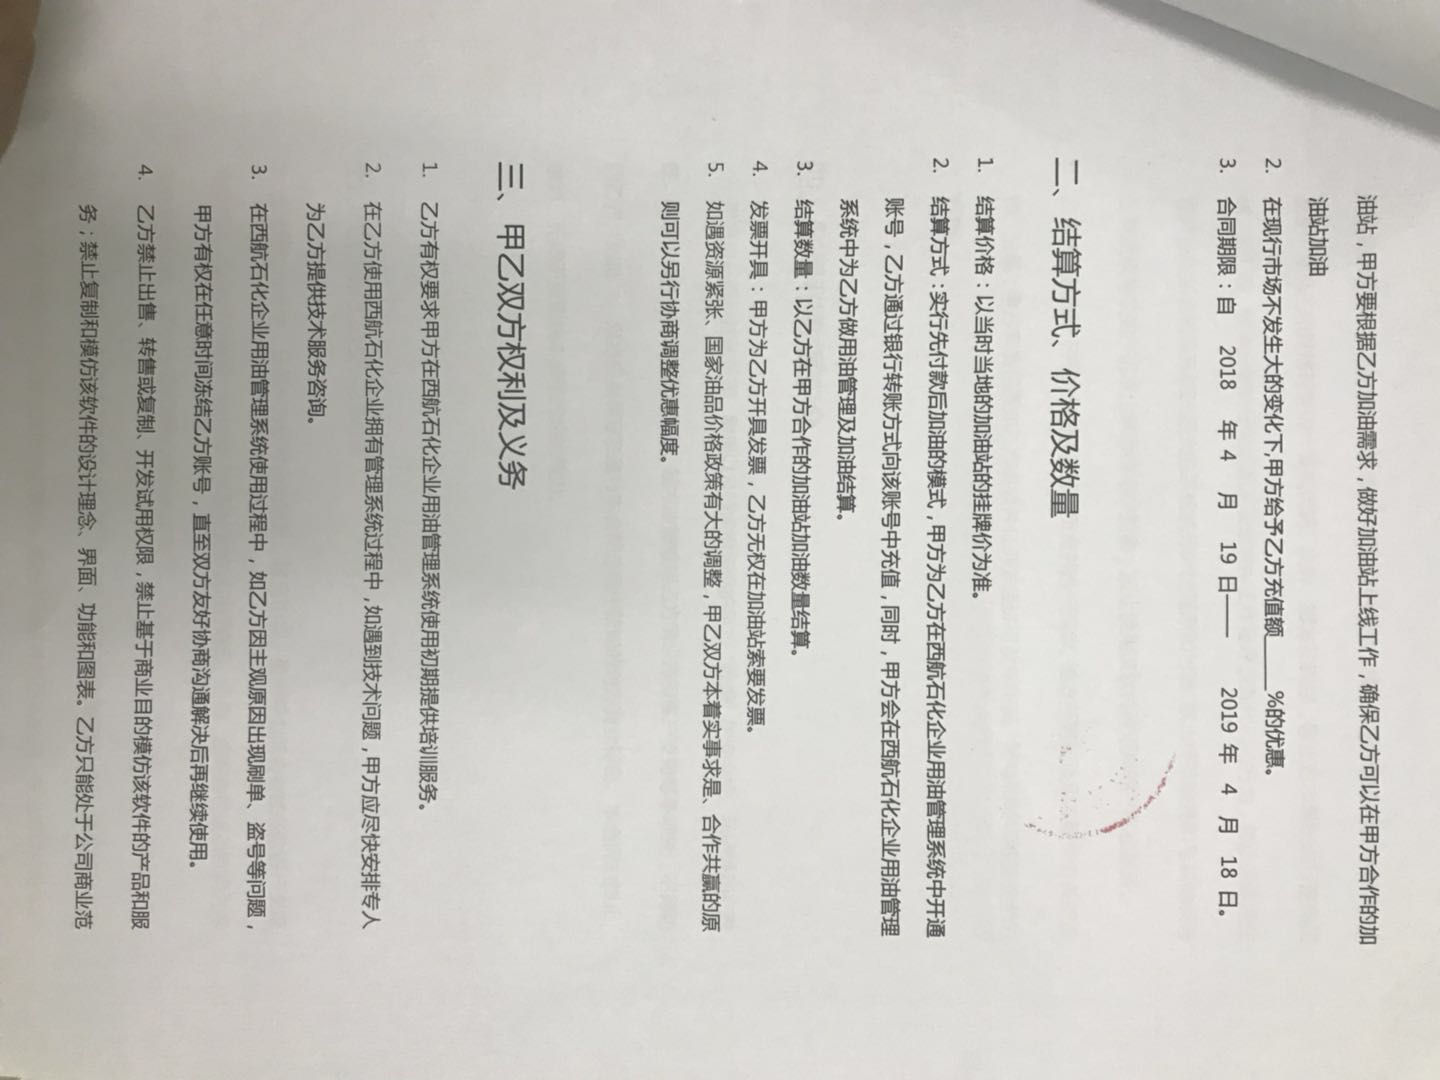 油站，甲方要根据乙方加油需求，做好加油站上线工作，确保乙方可以在甲方合作的加
油站加油
2. 在现行市场不发生大的变化下,甲方给予乙方充值额______%的优惠。
3. 合同期限：自 2018 年 4 月 19 日—— 2019 年 4 月 18 日。
二、结算方式、价格及数量
1. 结算价格：以当时当地的加油站的挂牌价为准。
2. 结算方式：实行先付款后加油的模式，甲方为乙方在西航石化企业用油管理系统中开通
账号，乙方通过银行转账方式向该账号中充值，同时，甲方会在西航石化企业用油管理
系统中为乙方做用油管理及加油结算。
3. 结算数量：以乙方在甲方合作的加油站加油数量结算。
4. 发票开具：甲方为乙方开具发票，乙方无权在加油站索要发票。
5. 如遇资源紧张、国家油品价格政策有大的调整，甲乙双方本着实事求是、合作共赢的原
则可以另行协商调整优惠幅度。
三、甲乙双方权利及义务
1. 乙方有权要求甲方在西航石化企业用油管理系统使用初期提供培训服务。
2. 在乙方使用西航石化企业拥有管理系统过程中，如遇到技术问题，甲方应尽快安排专人
为乙方提供技术服务咨询。
3. 在西航石化企业用油管理系统使用过程中，如乙方因主观原因出现刷单、盗号等问题，
甲方有权在任意时间冻结乙方账号，直至双方友好协商沟通解决后再继续使用。
4. 乙方禁止出售、转售或复制、开发试用权限，禁止基于商业目的模仿该软件的产品和服
务；禁止复制和模仿该软件的设计理念、界面、功能和图表。乙方只能处于公司商业范